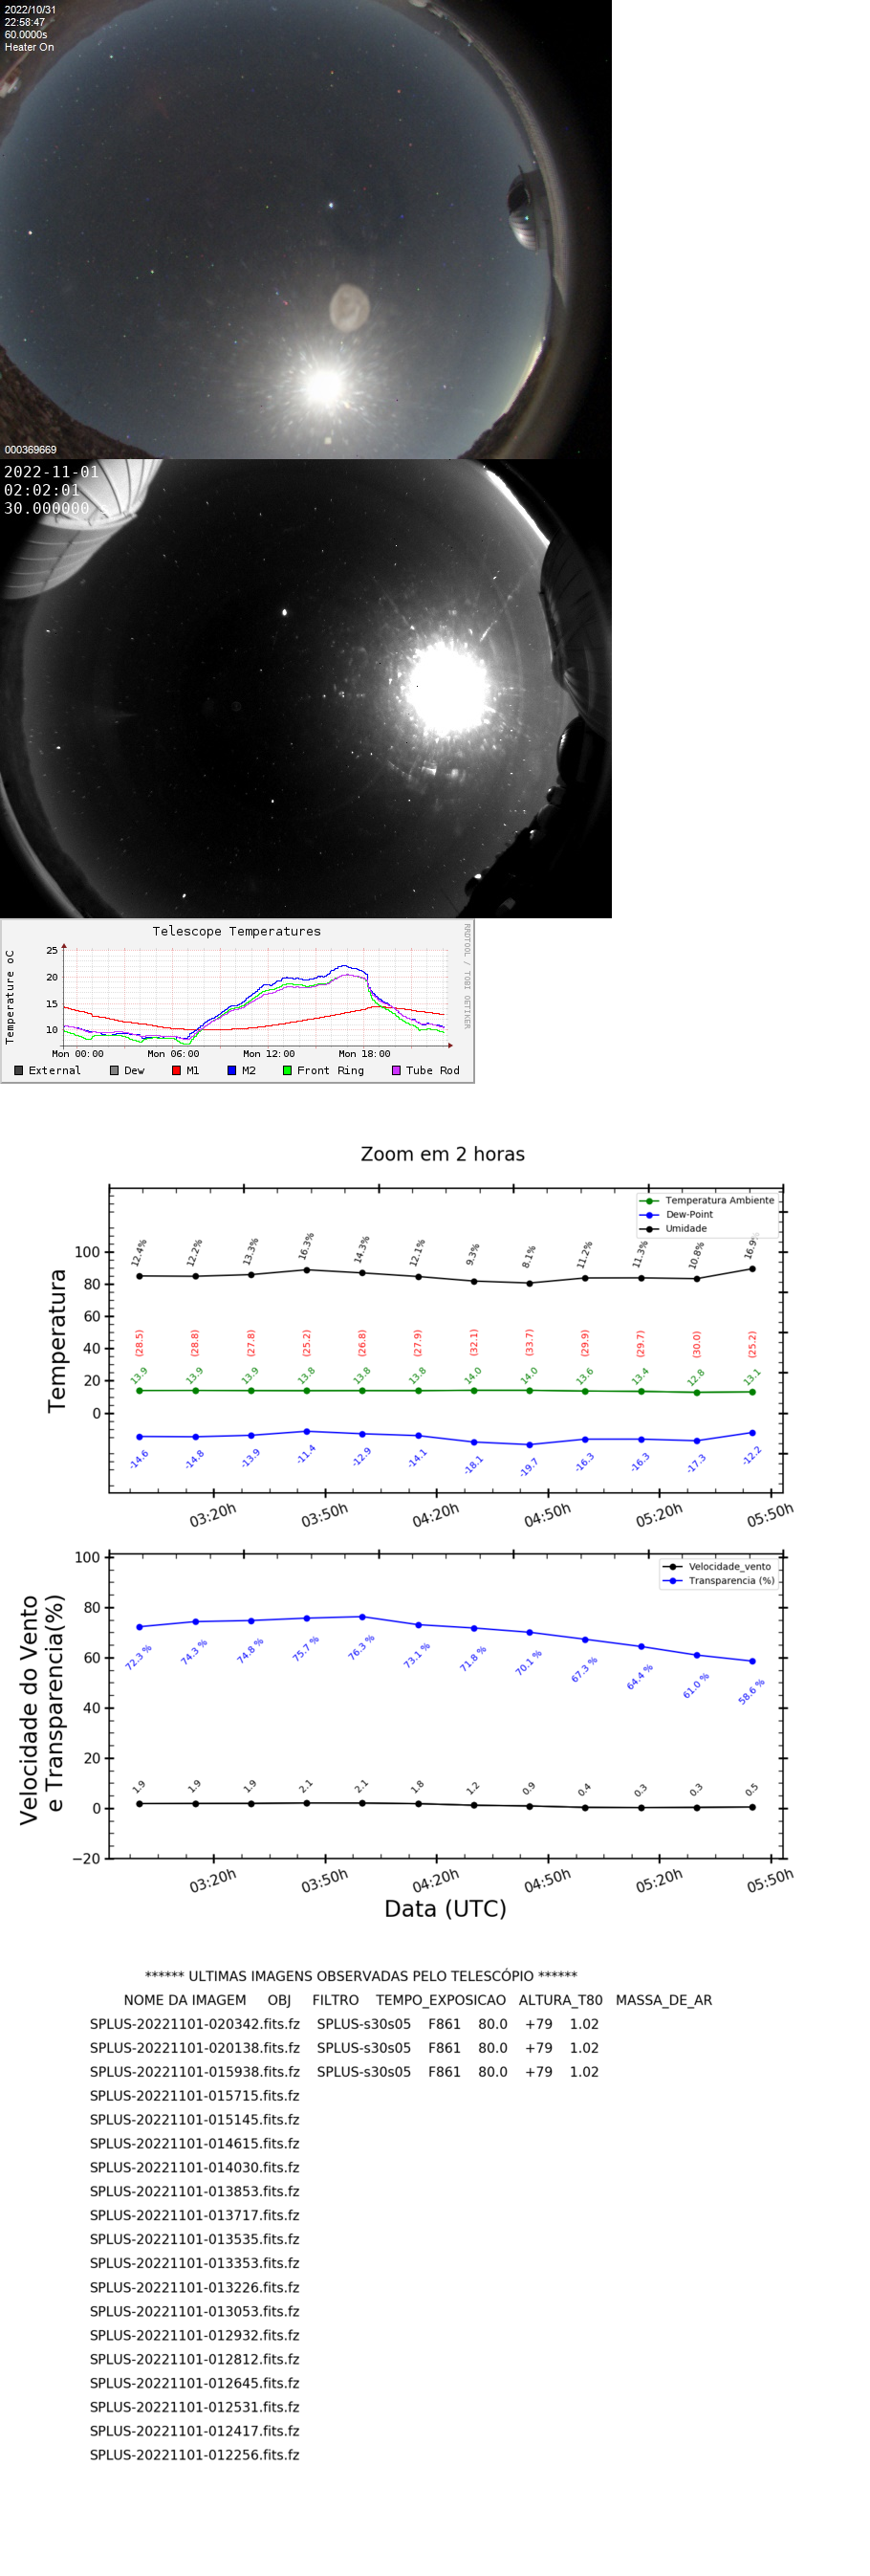 2022/10/31
22:58:47
60.0000s
Heater On
000369669
2022-11-01
02:02:01
30.000000 s
Telescope Temperatures
RRDTOOL / TOBI OETIKER
Temperature oC
25
20
15
10
Mon 00:00 Mon 06:00 Mon 12:00 Mon 18:00
External Dew M1 M2 Front Ring Tube Rod
Zoom em 2 horas
Temperatura Ambiente
Dew-Point
Umidade
Temperatura
100
80
60
40
20
0
12.4% 12.2% 13.3% 16.3% 14.3% 12.1% 9.3% 8.1% 11.2% 11.3% 10.8% 16.9%
(28.5) (28.8) (27.8) (25.2) (26.8) (27.9) (32.1) (33.7) (29.9) (29.7) (30.0) (25.2)
13.9 13.9 13.9 13.8 13.8 13.8 14.0 14.0 13.6 13.4 12.8 13.1
-14.6 -14.8 -13.9 -11.4 -12.9 -14.1 -18.1 -19.7 -16.3 -16.3 -17.3 -12.2
03:20h 03:50h 04:20h 04:50h 05:20h 05:50h
Velocidade_vento
Transparencia (%)
Velocidade do Vento
e Transparencia(%)
100
80
60
40
20
0
−20
72.3 % 74.3 % 74.8 % 75.7 % 76.3 % 73.1 % 71.8 % 70.1 % 67.3 % 64.4 % 61.0 % 58.6 %
1.9 1.9 1.9 2.1 2.1 1.8 1.2 0.9 0.4 0.3 0.3 0.5
03:20h 03:50h 04:20h 04:50h 05:20h 05:50h
Data (UTC)
****** ULTIMAS IMAGENS OBSERVADAS PELO TELESCÓPIO ******
NOME DA IMAGEM OBJ FILTRO TEMPO_EXPOSICAO ALTURA_T80 MASSA_DE_AR
SPLUS-20221101-020342.fits.fz SPLUS-s30s05 F861 80.0 +79 1.02
SPLUS-20221101-020138.fits.fz SPLUS-s30s05 F861 80.0 +79 1.02
SPLUS-20221101-015938.fits.fz SPLUS-s30s05 F861 80.0 +79 1.02
SPLUS-20221101-015715.fits.fz
SPLUS-20221101-015145.fits.fz
SPLUS-20221101-014615.fits.fz
SPLUS-20221101-014030.fits.fz
SPLUS-20221101-013853.fits.fz
SPLUS-20221101-013717.fits.fz
SPLUS-20221101-013535.fits.fz
SPLUS-20221101-013353.fits.fz
SPLUS-20221101-013226.fits.fz
SPLUS-20221101-013053.fits.fz
SPLUS-20221101-012932.fits.fz
SPLUS-20221101-012812.fits.fz
SPLUS-20221101-012645.fits.fz
SPLUS-20221101-012531.fits.fz
SPLUS-20221101-012417.fits.fz
SPLUS-20221101-012256.fits.fz